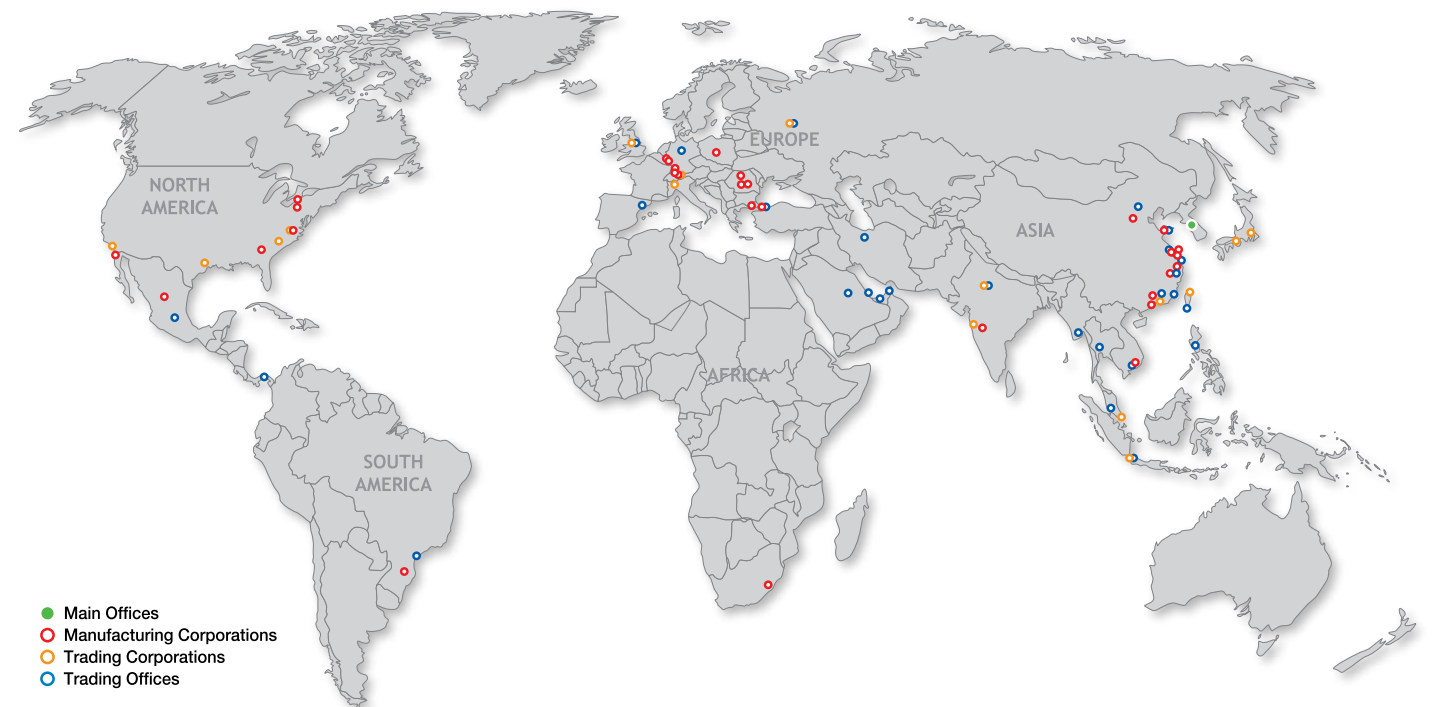 NORTH
AMERICA
EUROPE
ASIA
AFRICA
SOUTH
AMERICA
Main Offices
Manufacturing Corporations
Trading Corporations
Trading Offices